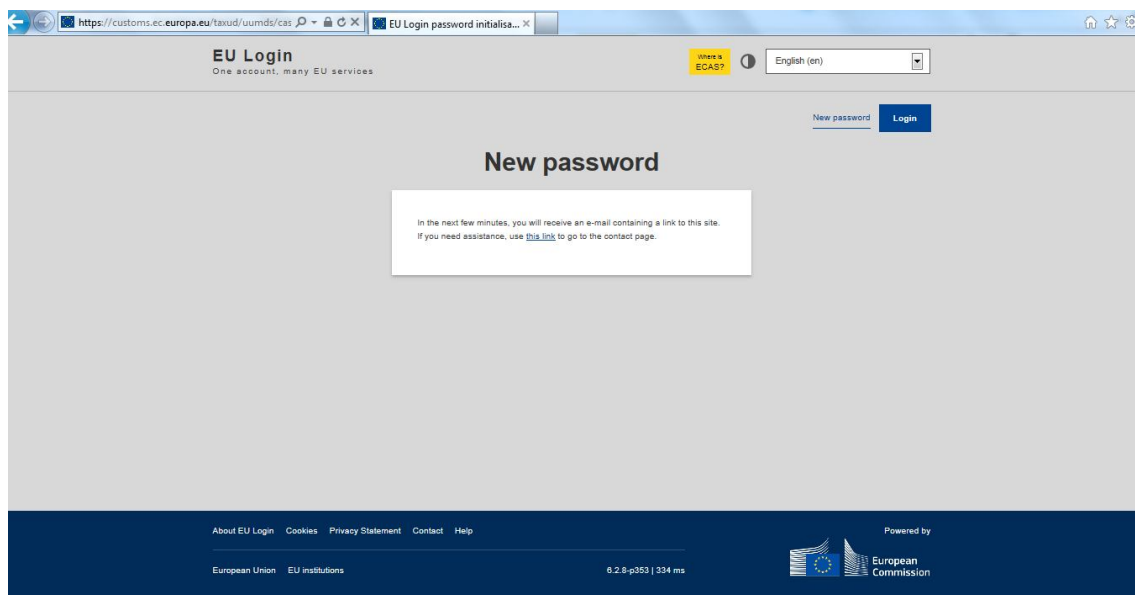 https://customs.ec.europa.eu/taxud/uumds/cas
EU Login password initialisa...
EU Login
One account, many EU services
Where is
ECAS?
English (en)
New password
Login
New password
In the next few minutes, you will receive an e-mail containing a link to this site.
If you need assistance, use this link to go to the contact page.
About EU Login Cookies Privacy Statement Contact Help
Powered by
European Union EU institutions
6.2.8-p353 | 334 ms
European
Commission